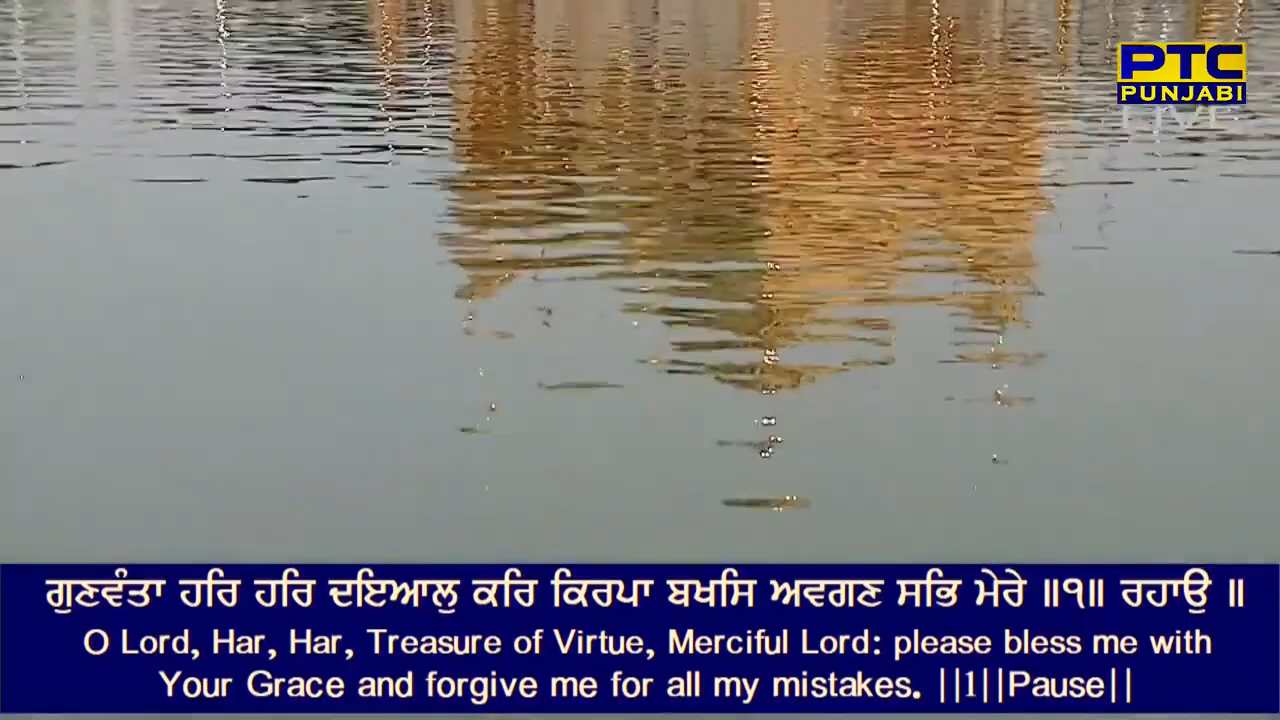 PTC
PUNJABI
LIVE
ਗੁਣਵੰਤਾ ਹਰਿ ਹਰਿ ਦਇਆਲੁ ਕਰਿ ਕਿਰਪਾ ਬਖਸਿ ਅਵਗਣ ਸਭਿ ਮੇਰੇ ॥੧॥ ਰਹਾਉ ॥
O Lord, Har, Har, Treasure of Virtue, Merciful Lord: please bless me with
Your Grace and forgive me for all my mistakes. ||1||Pause||